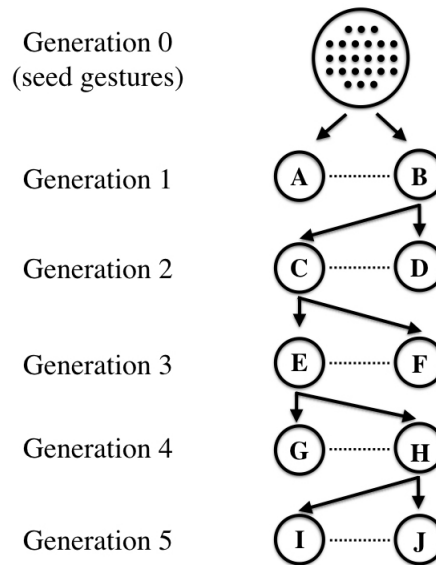 Generation 0
(seed gestures)
Generation 1
A B
Generation 2
C D
Generation 3
E F
Generation 4
G H
Generation 5
I J